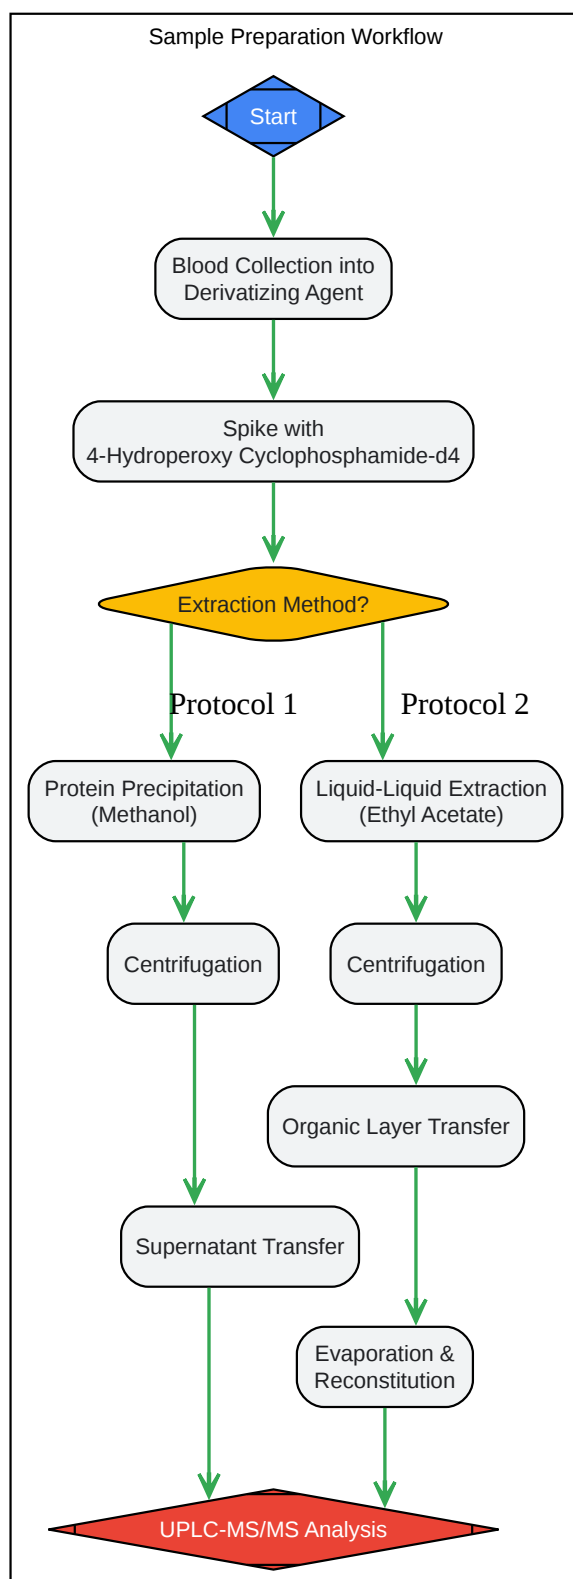 Sample Preparation Workflow
Start
Blood Collection into
Derivatizing Agent
Spike with
4-Hydroperoxy Cyclophosphamide-d4
Extraction Method?
Protocol 1
Protocol 2
Protein Precipitation
(Methanol)
Liquid-Liquid Extraction
(Ethyl Acetate)
Centrifugation
Centrifugation
Organic Layer Transfer
Supernatant Transfer
Evaporation &
Reconstitution
UPLC-MS/MS Analysis